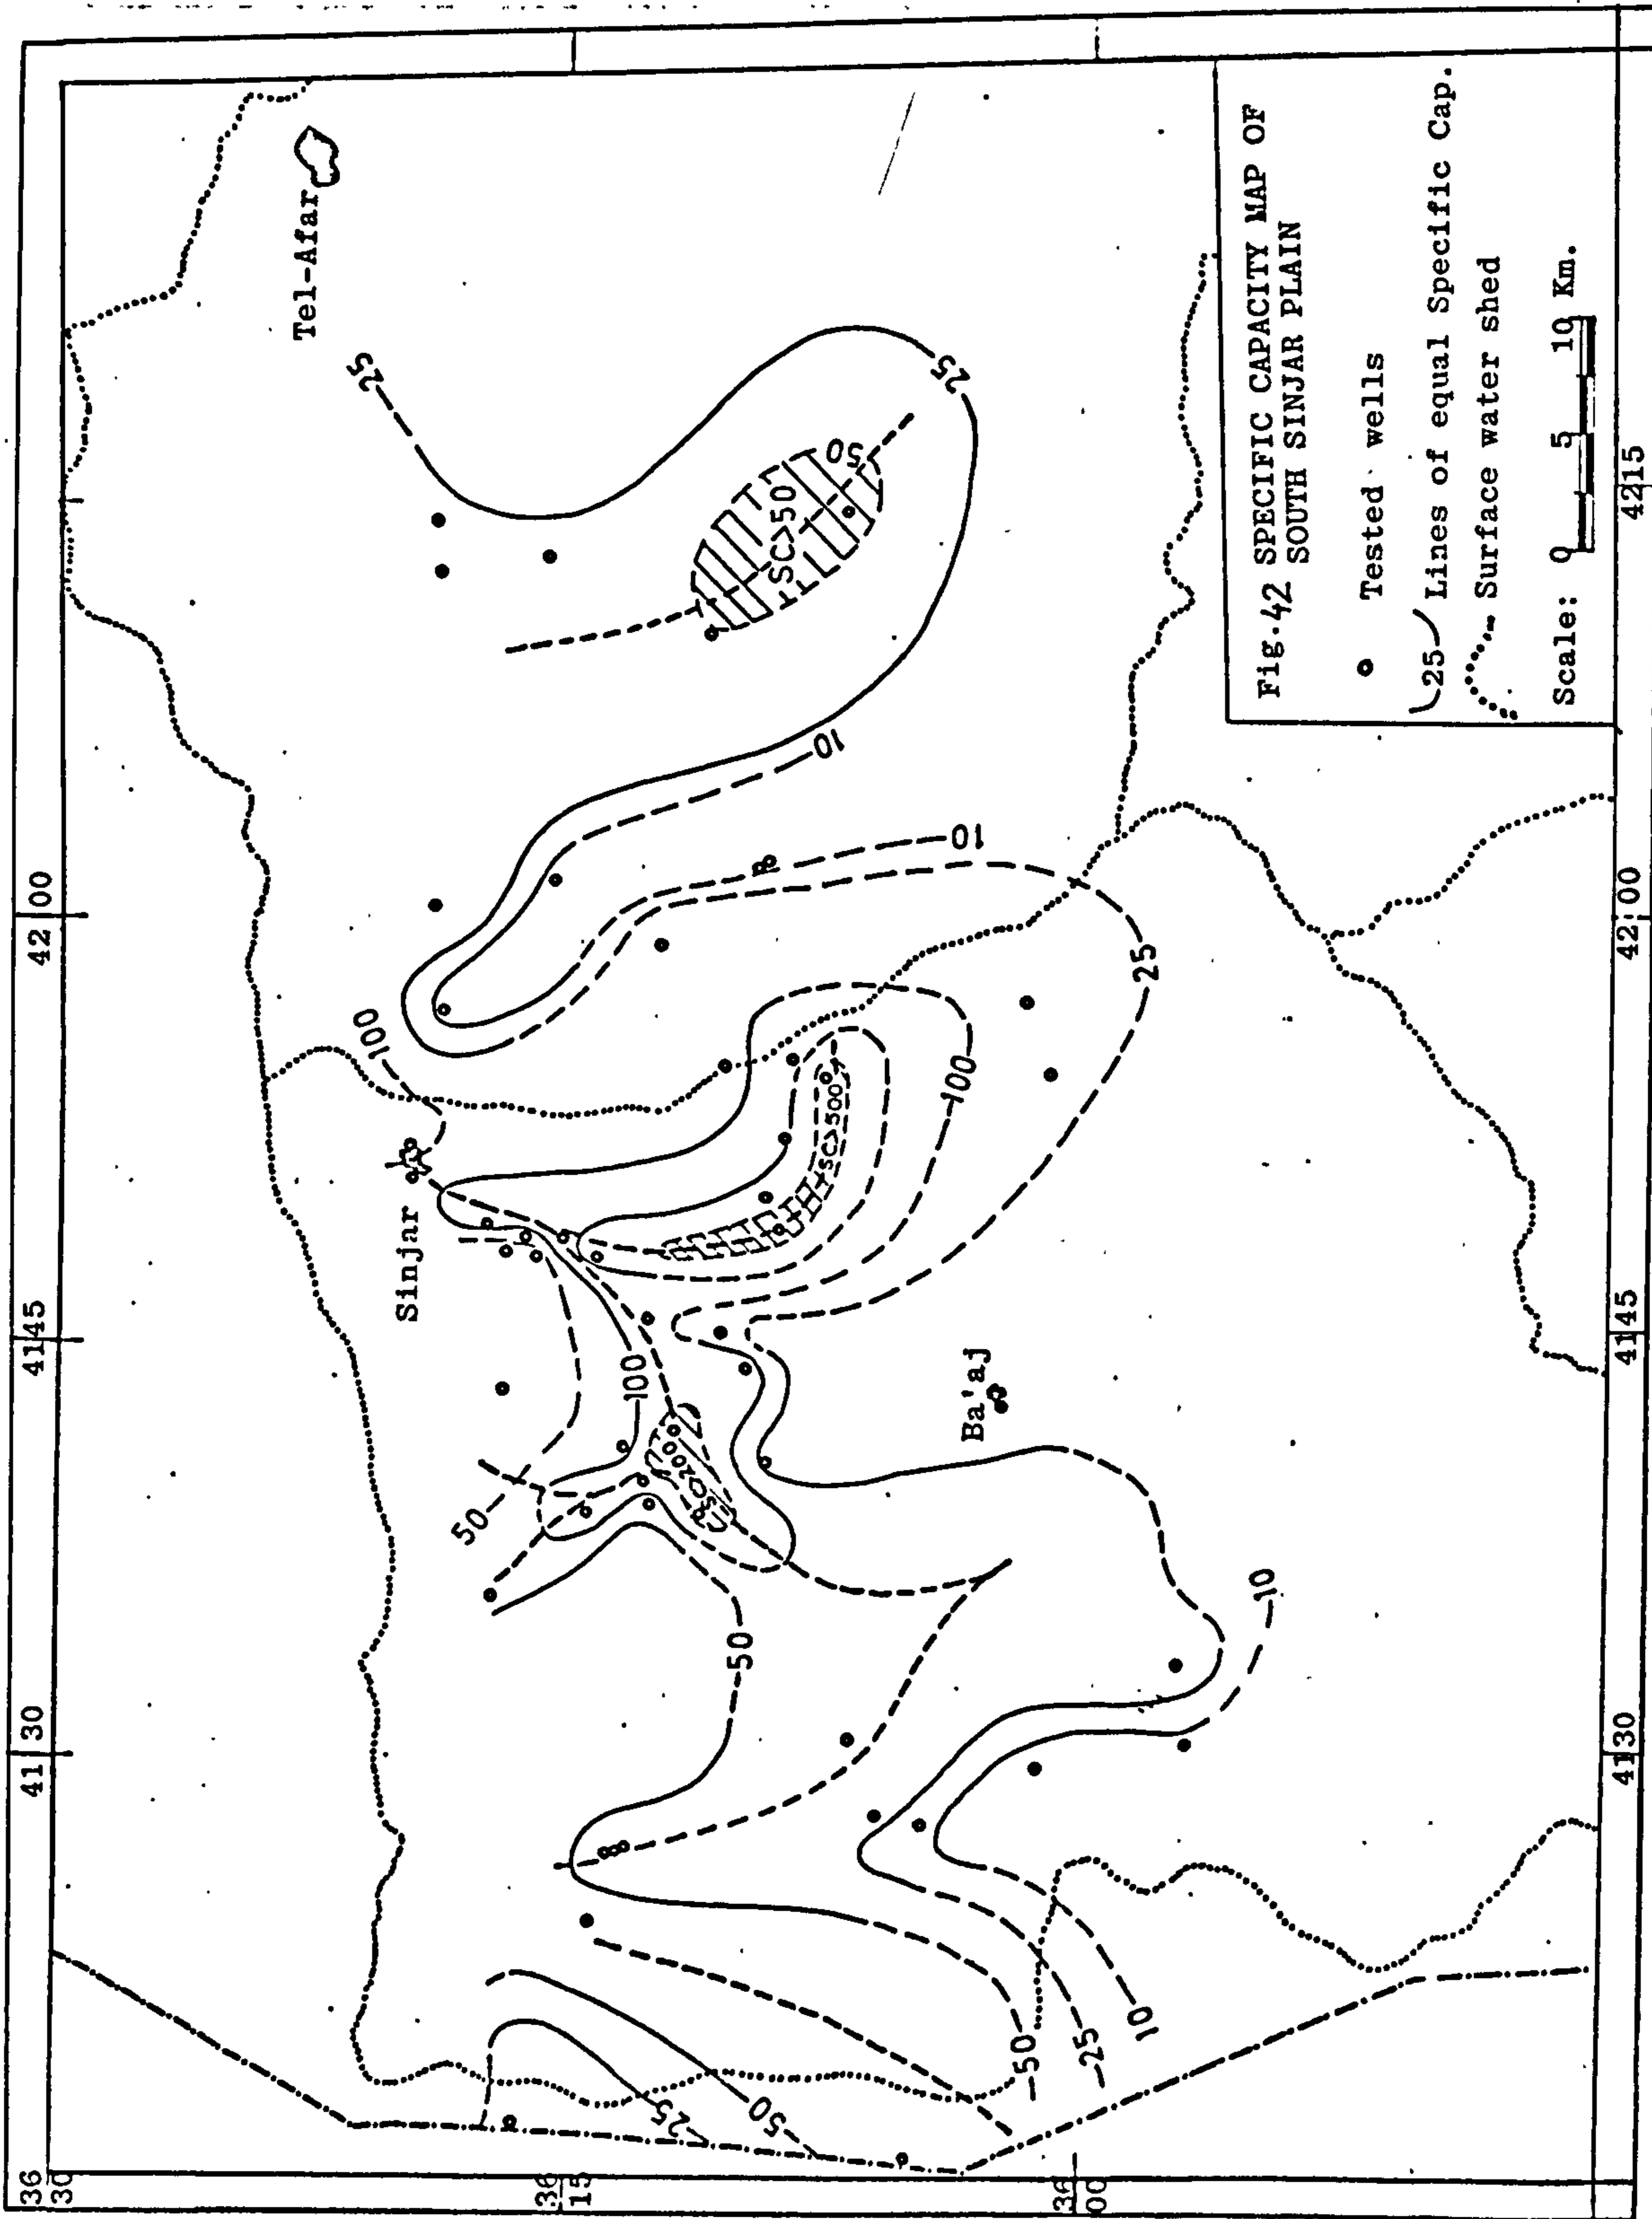 Fig.42 SPECIFIC CAPACITY MAP OF
SOUTH SINJAR PLAIN
Tested wells
25 Lines of equal Specific Cap.
Surface water shed
Scale: 0 5 10 Km.
36 30
41 30
41 45
42 00
36 15
36 00
41 30
41 45
42 00
42 15
Tel-Afar
Sinjar
Ba'aj
25
25
50
SC>50
10
10
25
100
100
SC>500
100
50
SC>200
50
10
50
25
10
25
50